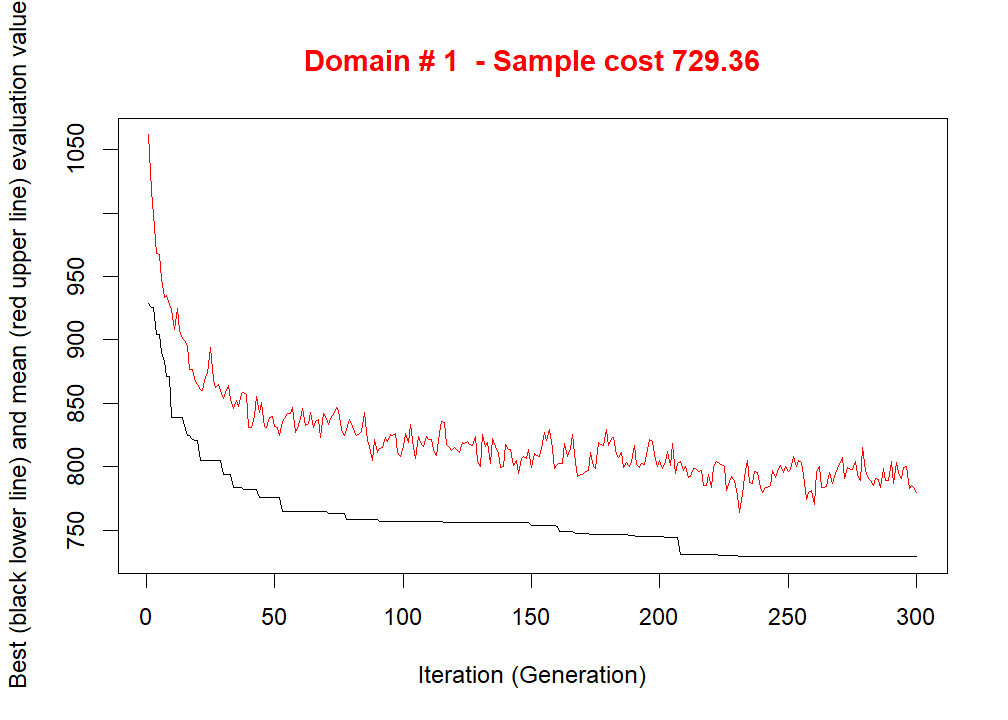 Domain # 1  - Sample cost 729.36
Best (black lower line) and mean (red upper line) evaluation value
1050
950
900
850
800
750
0 50 100 150 200 250 300
Iteration (Generation)